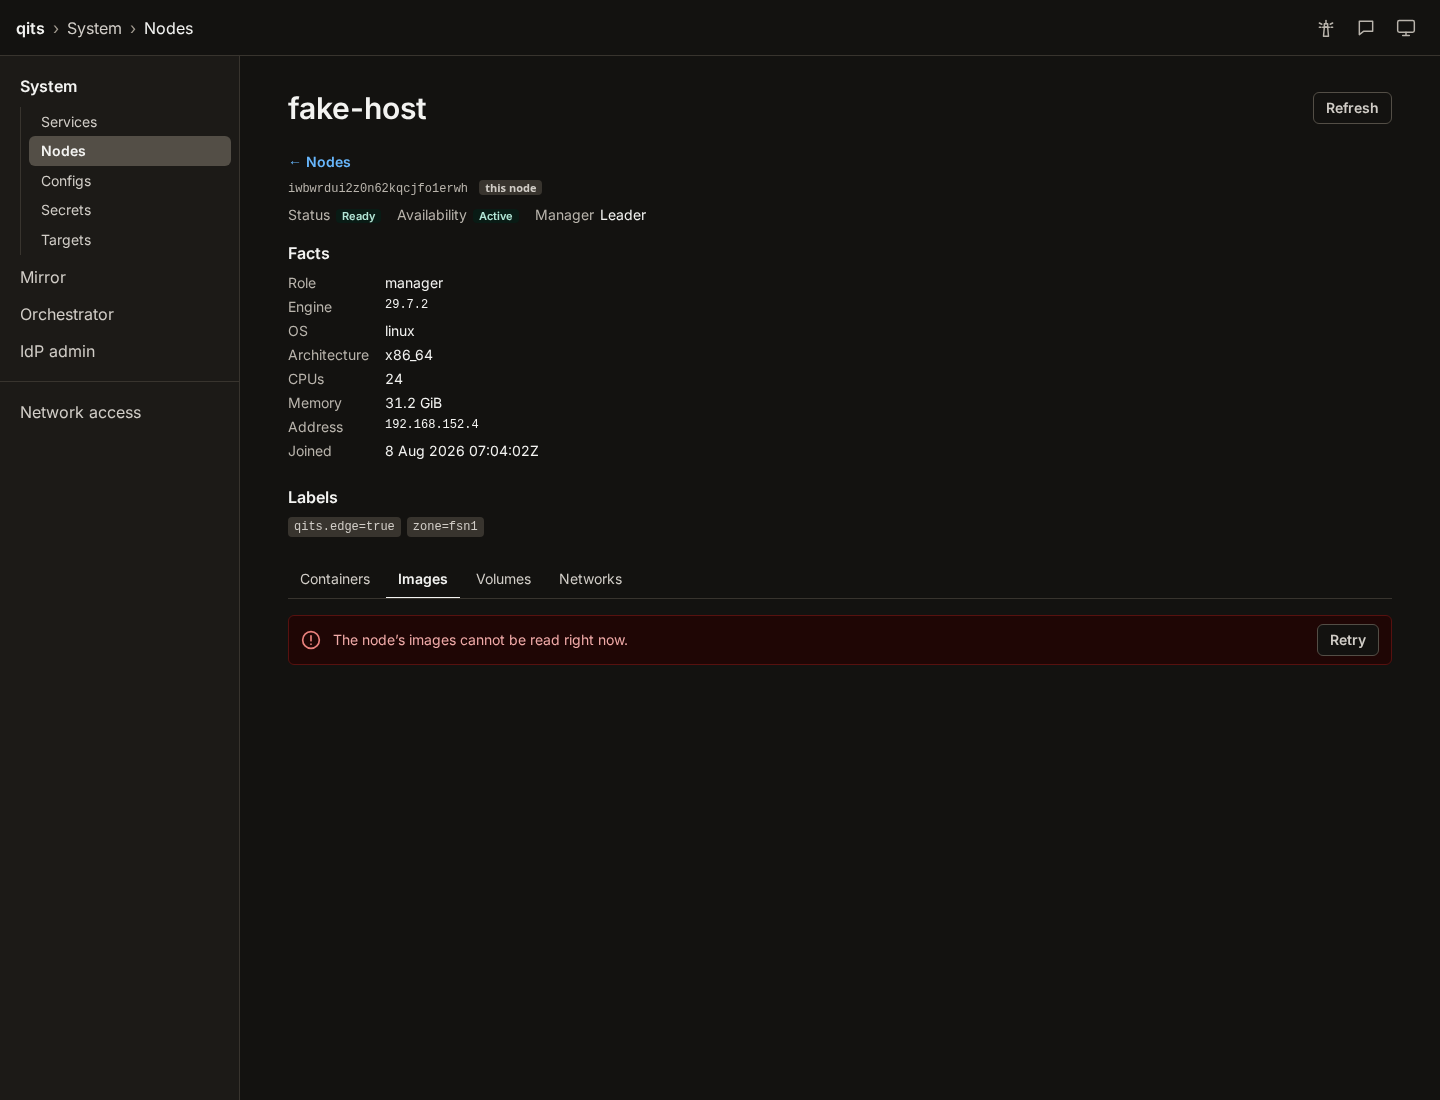 qits › System › Nodes
System
Services
Nodes
Configs
Secrets
Targets
Mirror
Orchestrator
IdP admin
Network access
fake-host
Refresh
← Nodes
iwbwrdui2z0n62kqcjfo1erwh this node
Status Ready Availability Active Manager Leader
Facts
Role manager
Engine 29.7.2
OS linux
Architecture x86_64
CPUs 24
Memory 31.2 GiB
Address 192.168.152.4
Joined 8 Aug 2026 07:04:02Z
Labels
qits.edge=true zone=fsn1
Containers Images Volumes Networks
The node’s images cannot be read right now.
Retry